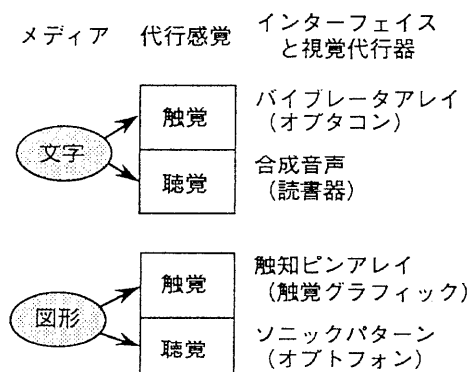 メディア 代行感覚 インターフェイス
と視覚代行器
触覚 バイブレータアレイ
(オプタコン)
文字
聴覚 合成音声
(読書器)
触覚 触知ピンアレイ
(触覚グラフィック)
図形
聴覚 ソニックパターン
(オプトフォン)